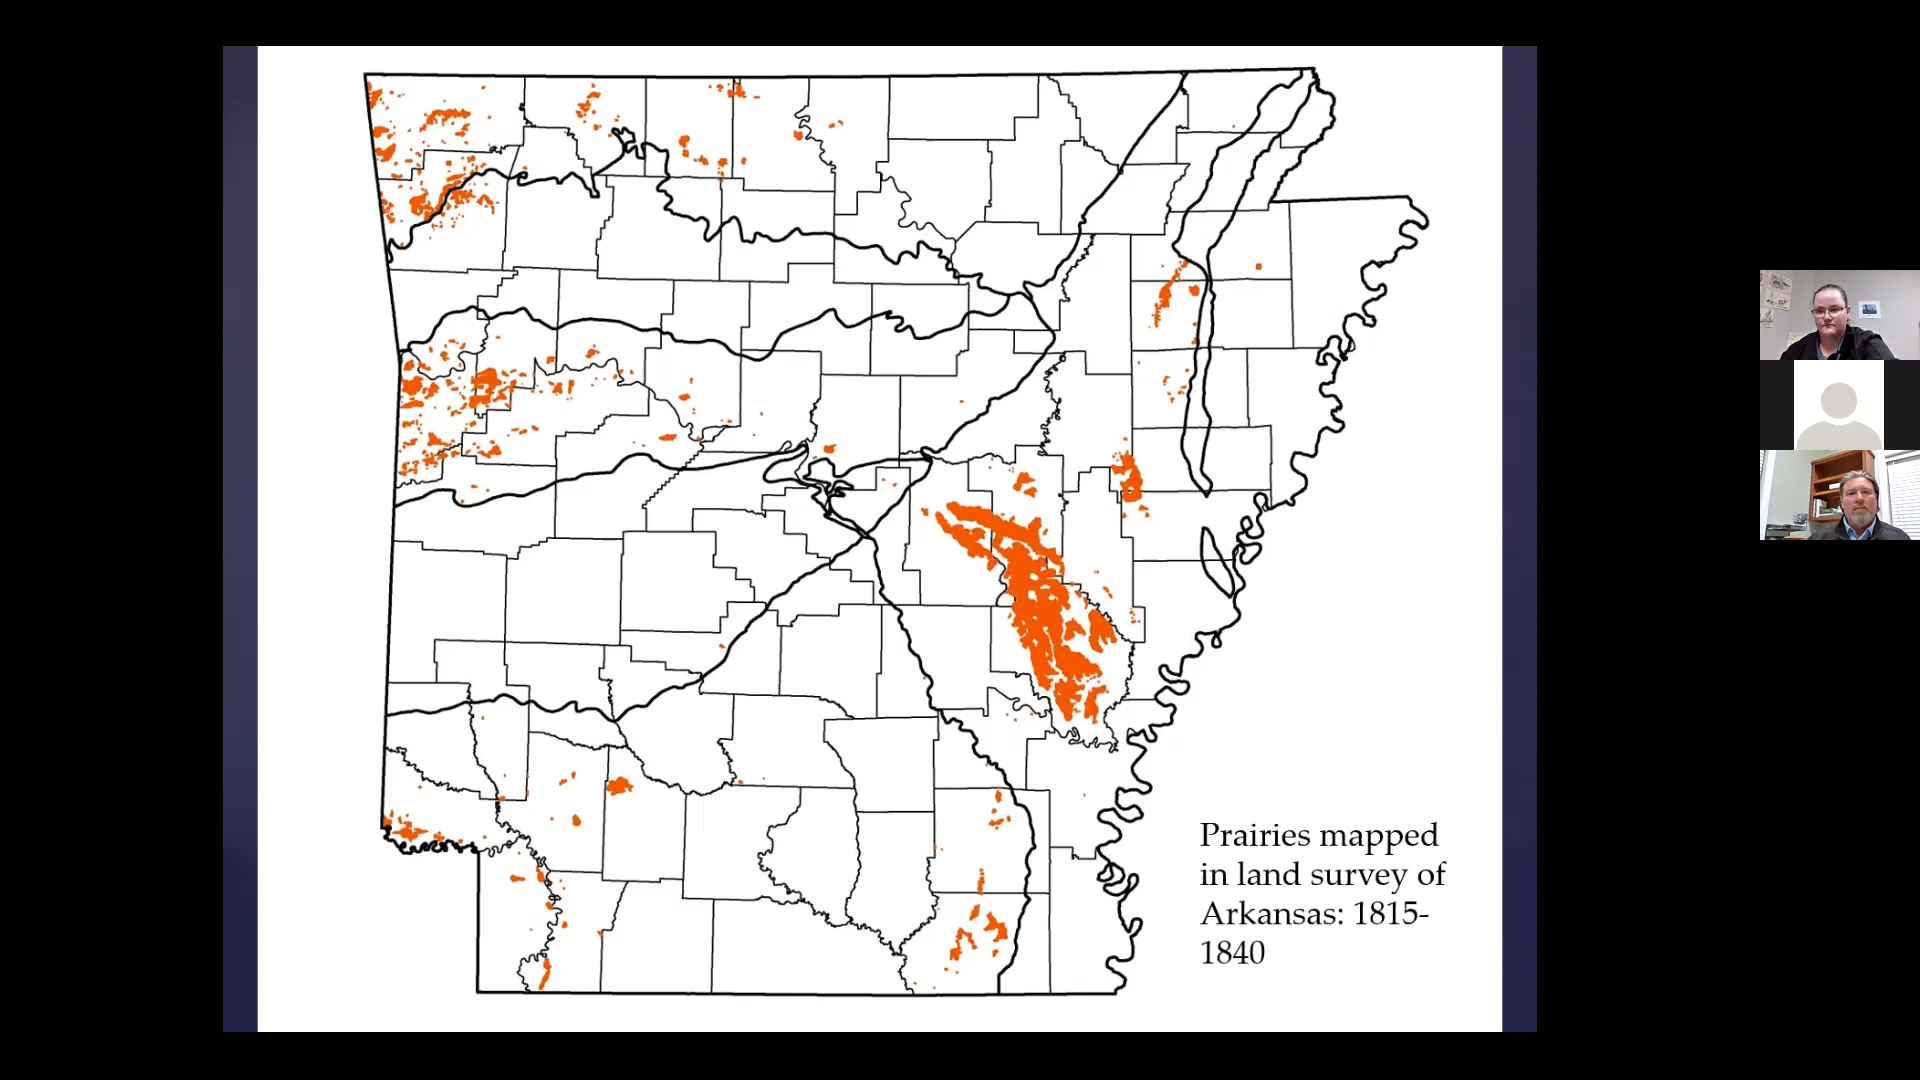 Prairies mapped
in land survey of
Arkansas: 1815-
1840